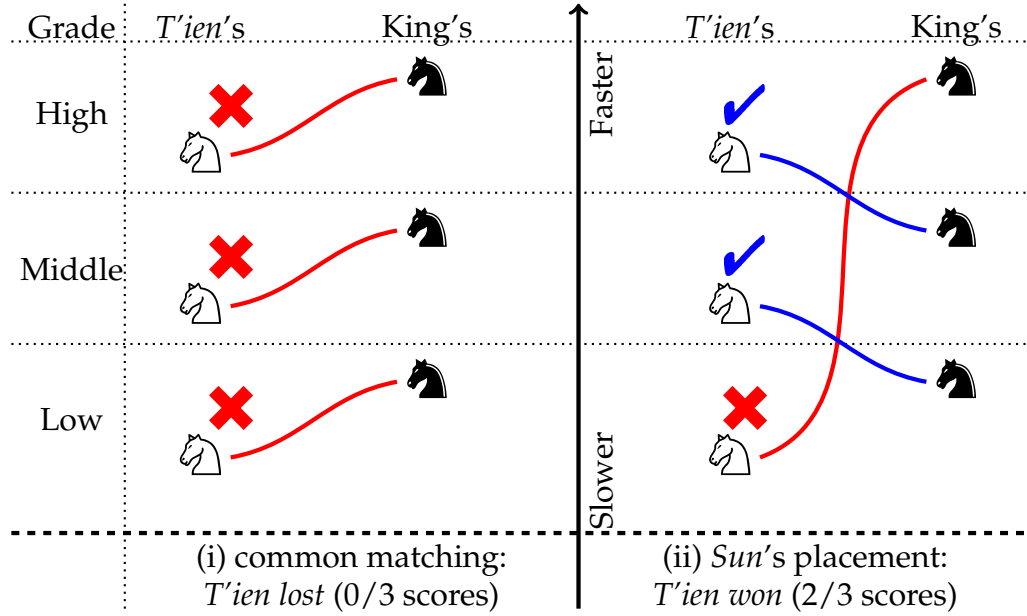 Grade T'ien's King's T'ien's King's
High
Middle
Low
Faster
Slower
(i) common matching:
T'ien lost (0/3 scores)
(ii) Sun's placement:
T'ien won (2/3 scores)